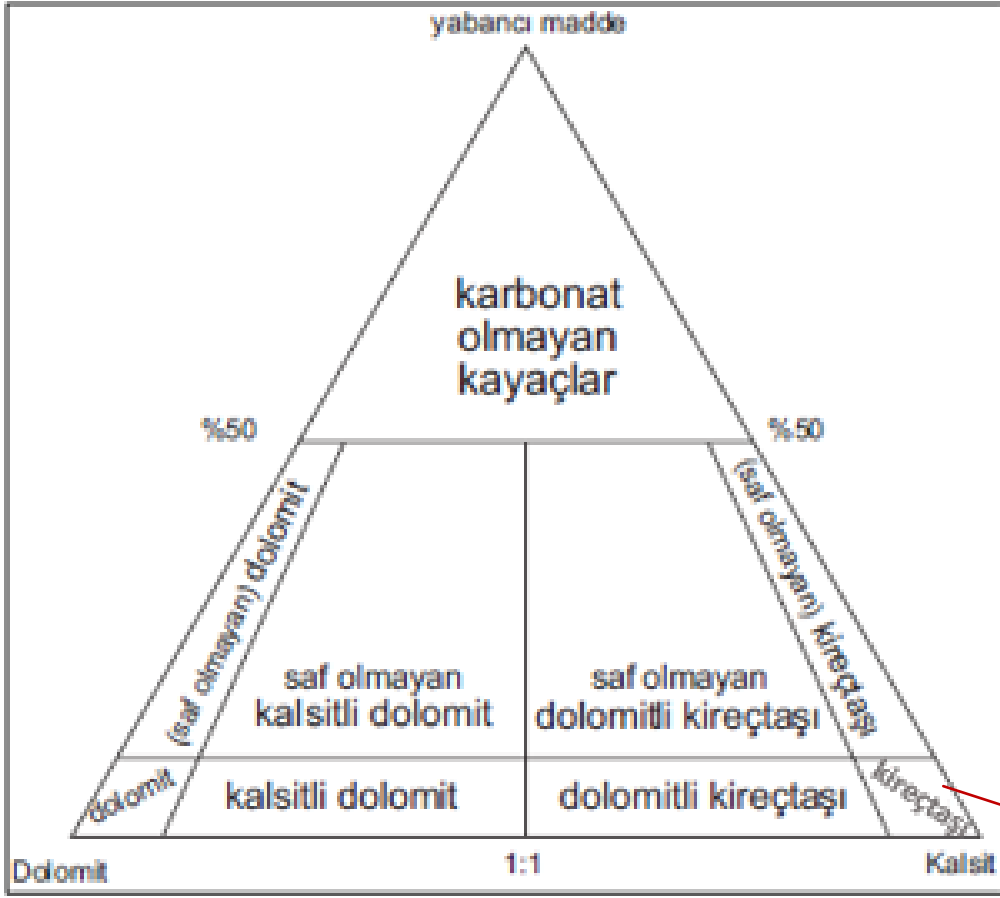 yabancı madde
karbonat
olmayan
kayaçlar
%50
%50
(saf olmayan) dolomit
(saf olmayan) kireçtaşı
saf olmayan
kalsitli dolomit
saf olmayan
dolomitli kireçtaşı
dolomit
kalsitli dolomit
dolomitli kireçtaşı
kireçtaşı
Dolomit
1:1
Kalsit